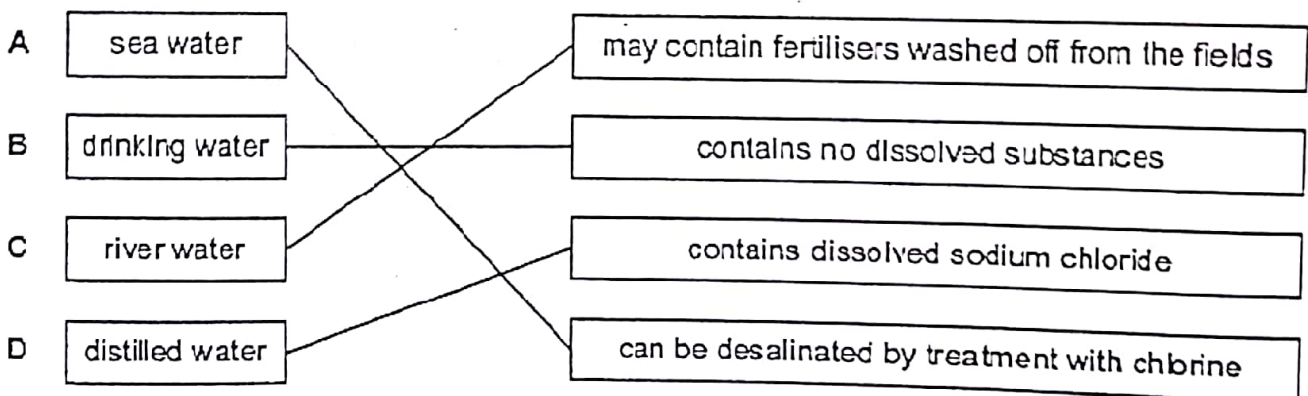 A sea water may contain fertilisers washed off from the fields
B drinking water contains no dissolved substances
C river water contains dissolved sodium chloride
D distilled water can be desalinated by treatment with chlorine